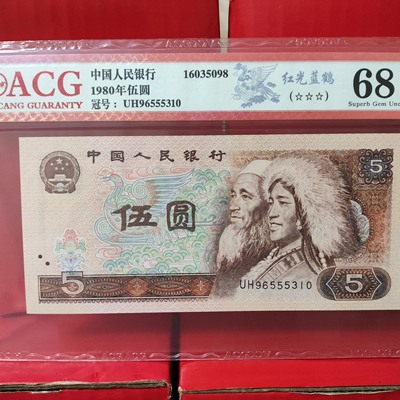 ACG
CANG GUARANTY
中国人民银行 16035098
1980年伍圆
冠号: UH96555310
红光蓝鹤
(☆☆☆)
68
Superb Gem Unc
中国人民银行
5
伍圆
5
UH96555310
5